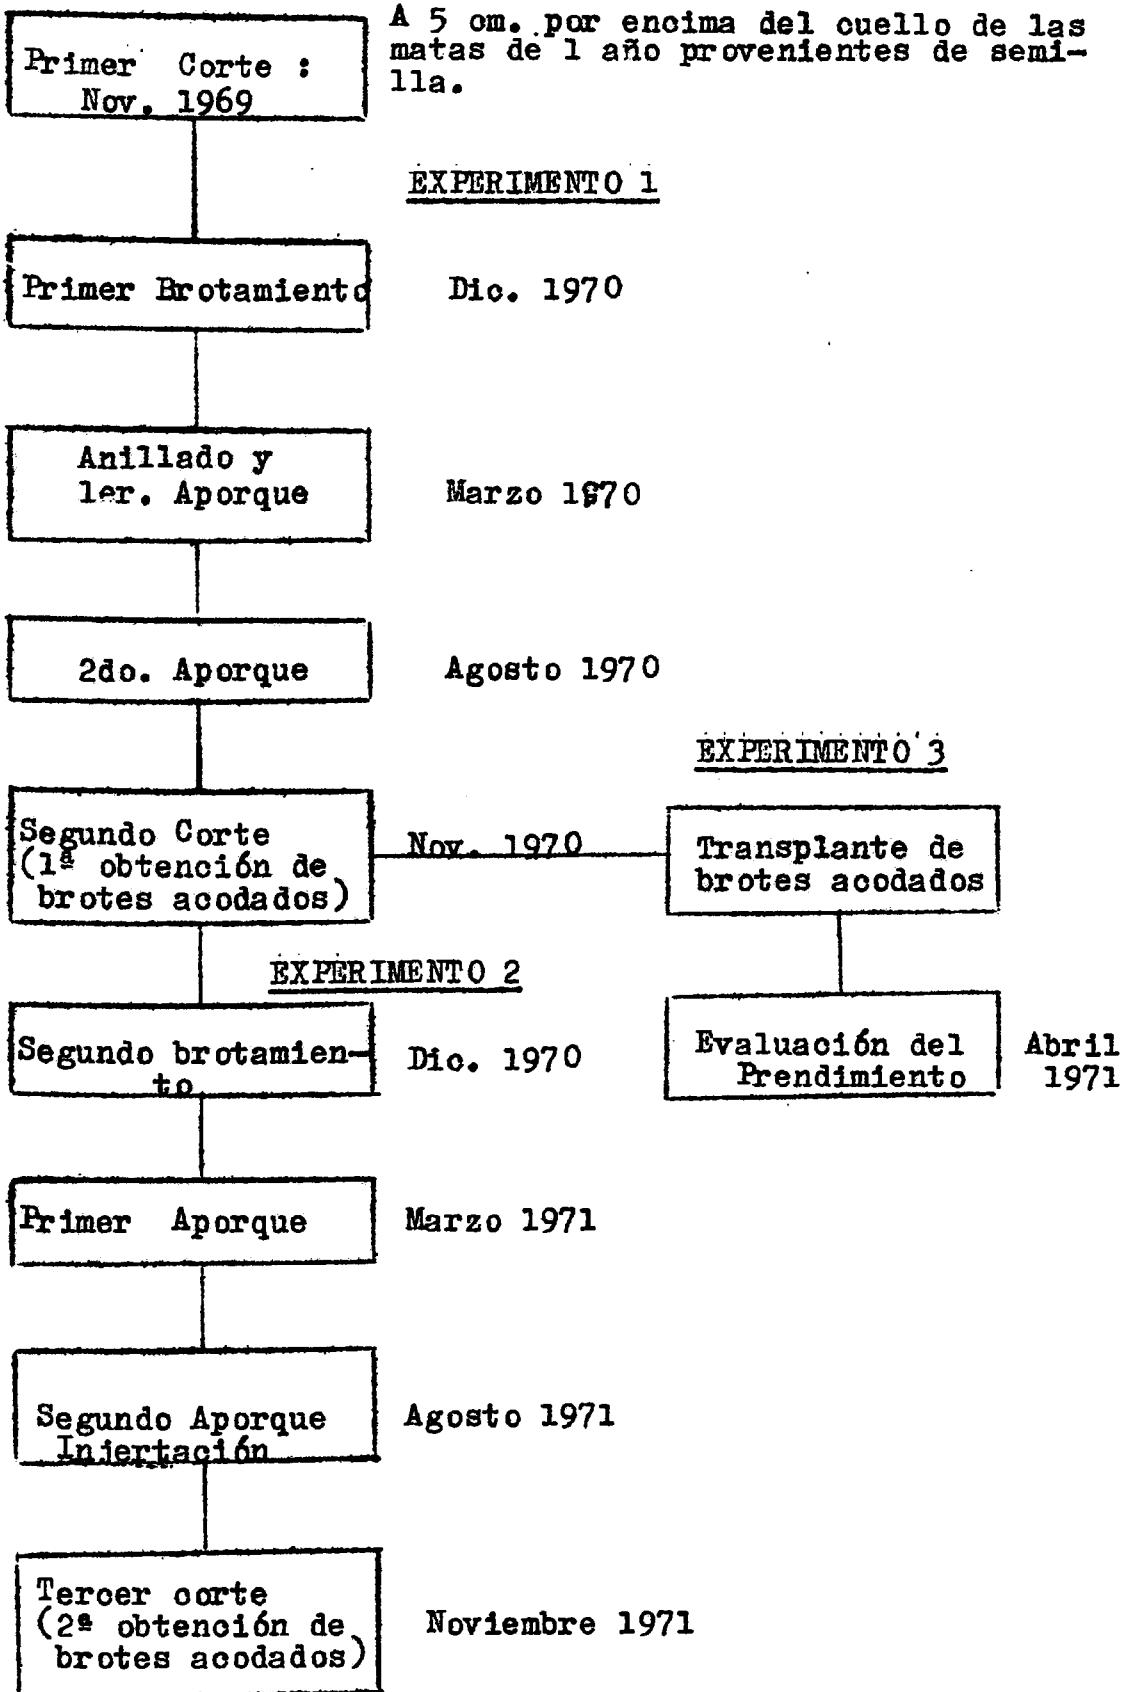 Primer Corte :
Nov. 1969
A 5 cm. por encima del cuello de las
matas de 1 año provenientes de semi-
lla.
EXPERIMENTO 1
Primer Brotamiento
Dic. 1970
Anillado y
1er. Aporque
Marzo 1970
2do. Aporque
Agosto 1970
EXPERIMENTO 3
Segundo Corte
(1ª obtención de
brotes acodados)
Nov. 1970
Transplante de
brotes acodados
EXPERIMENTO 2
Segundo brotamien-
to
Dic. 1970
Evaluación del
Prendimiento
Abril
1971
Primer Aporque
Marzo 1971
Segundo Aporque
Injertación
Agosto 1971
Tercer corte
(2ª obtención de
brotes acodados)
Noviembre 1971